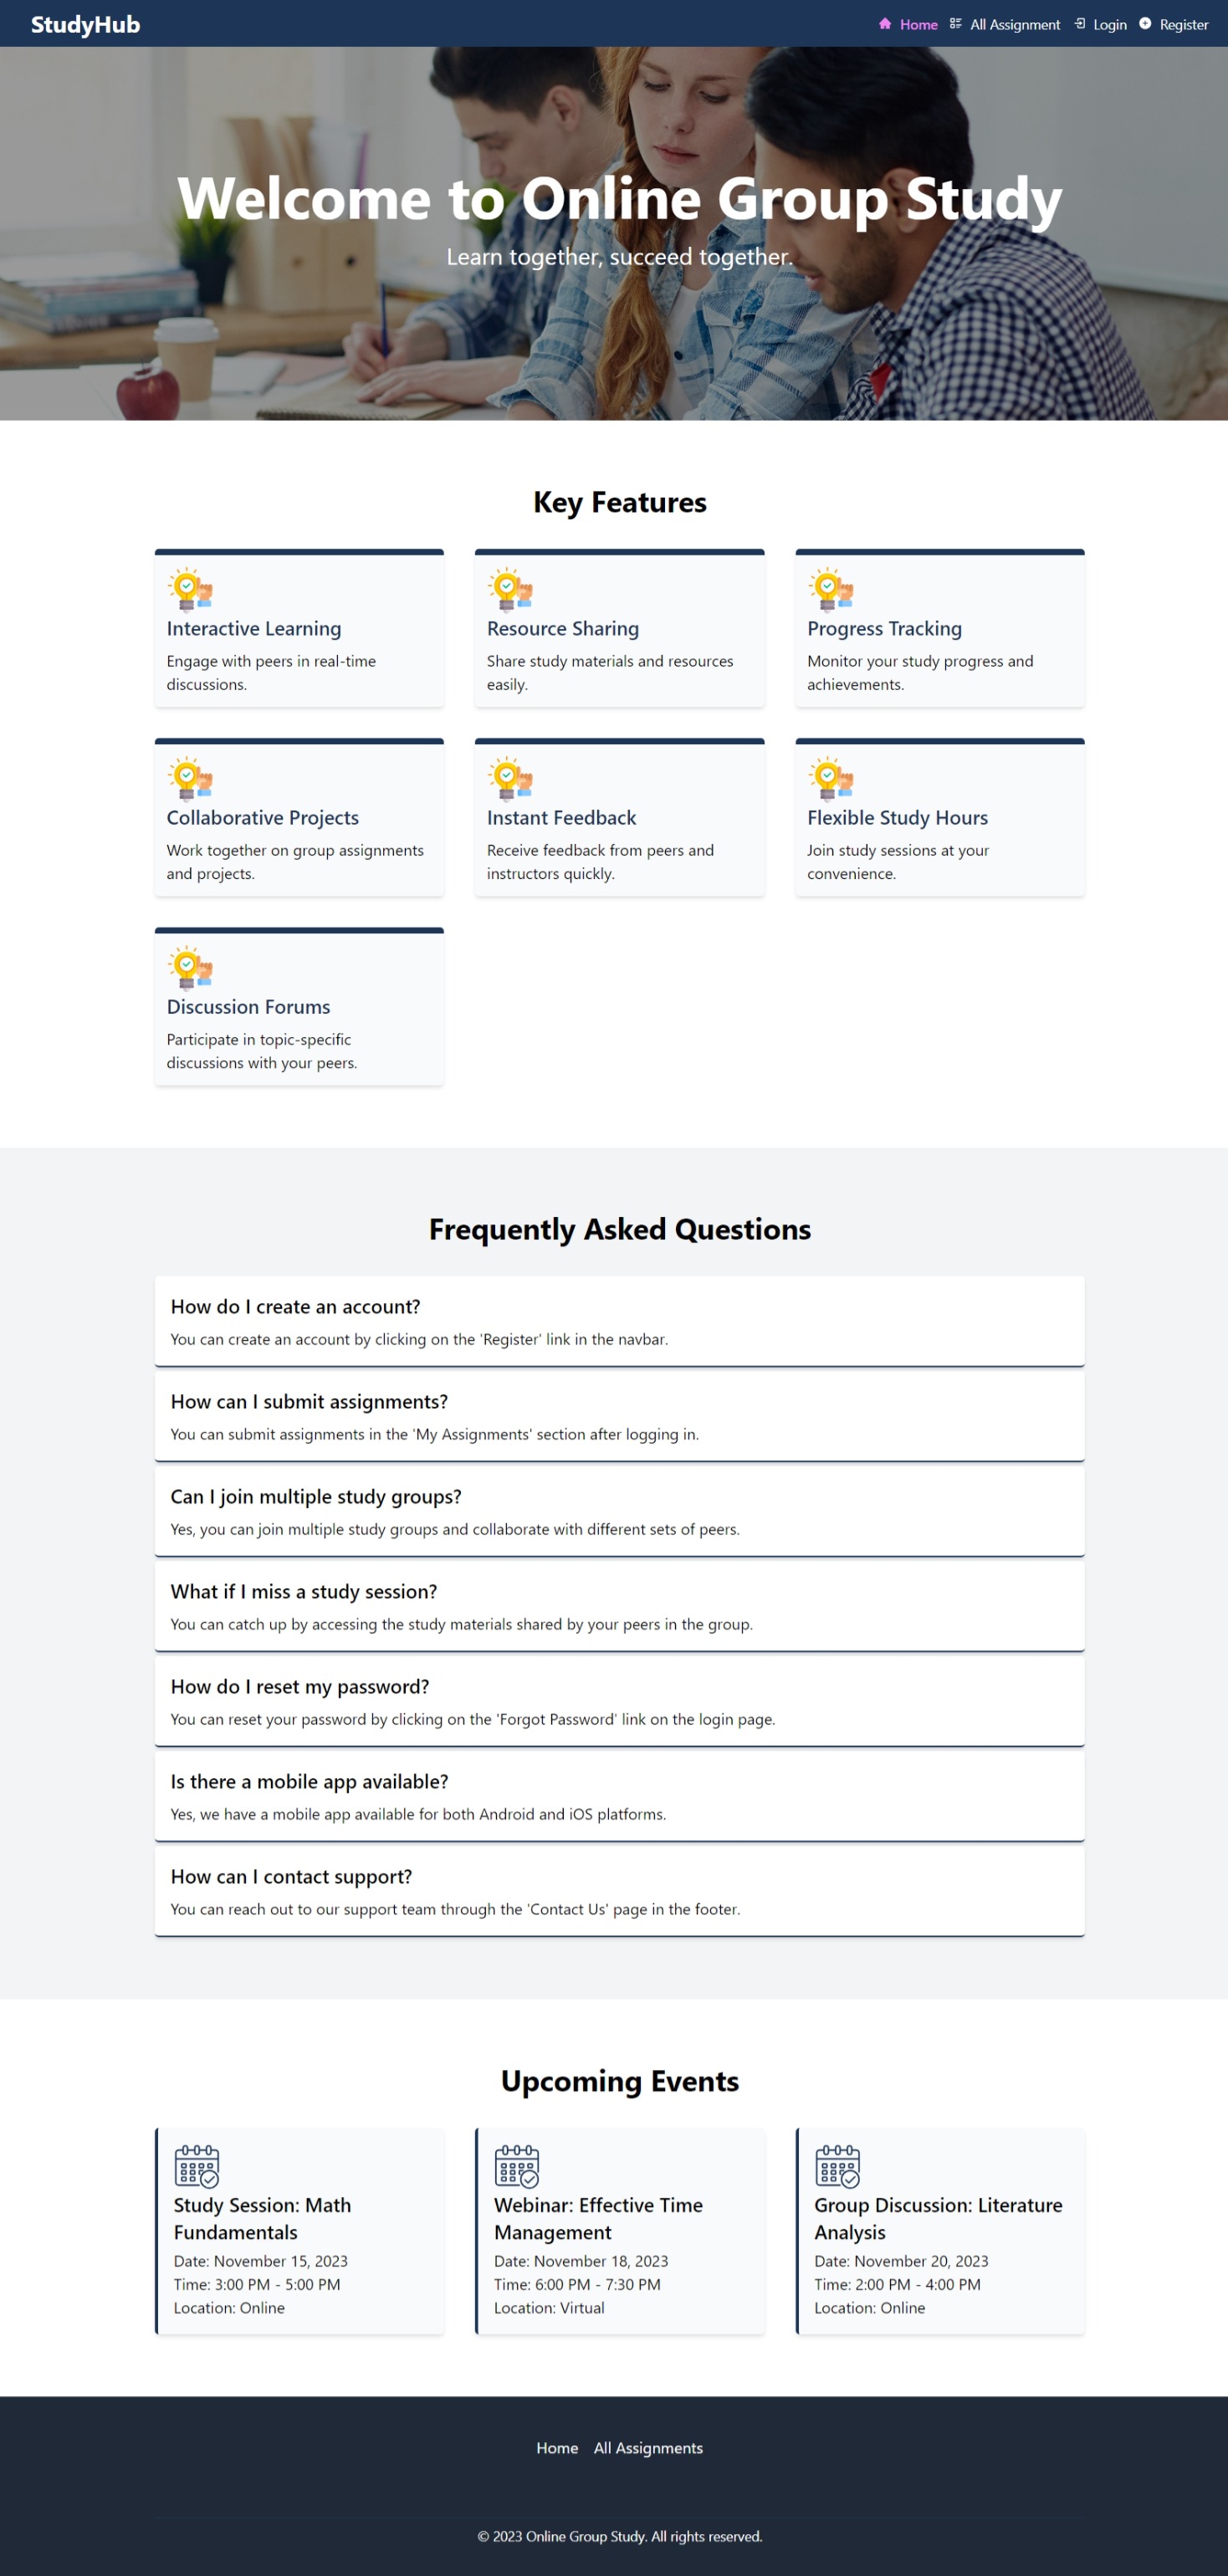 StudyHub
Home All Assignment Login Register
Welcome to Online Group Study
Learn together, succeed together.
Key Features
Interactive Learning
Engage with peers in real-time
discussions.
Resource Sharing
Share study materials and resources
easily.
Progress Tracking
Monitor your study progress and
achievements.
Collaborative Projects
Work together on group assignments
and projects.
Instant Feedback
Receive feedback from peers and
instructors quickly.
Flexible Study Hours
Join study sessions at your
convenience.
Discussion Forums
Participate in topic-specific
discussions with your peers.
Frequently Asked Questions
How do I create an account?
You can create an account by clicking on the 'Register' link in the navbar.
How can I submit assignments?
You can submit assignments in the 'My Assignments' section after logging in.
Can I join multiple study groups?
Yes, you can join multiple study groups and collaborate with different sets of peers.
What if I miss a study session?
You can catch up by accessing the study materials shared by your peers in the group.
How do I reset my password?
You can reset your password by clicking on the 'Forgot Password' link on the login page.
Is there a mobile app available?
Yes, we have a mobile app available for both Android and iOS platforms.
How can I contact support?
You can reach out to our support team through the 'Contact Us' page in the footer.
Upcoming Events
Study Session: Math
Fundamentals
Date: November 15, 2023
Time: 3:00 PM - 5:00 PM
Location: Online
Webinar: Effective Time
Management
Date: November 18, 2023
Time: 6:00 PM - 7:30 PM
Location: Virtual
Group Discussion: Literature
Analysis
Date: November 20, 2023
Time: 2:00 PM - 4:00 PM
Location: Online
Home All Assignments
© 2023 Online Group Study. All rights reserved.